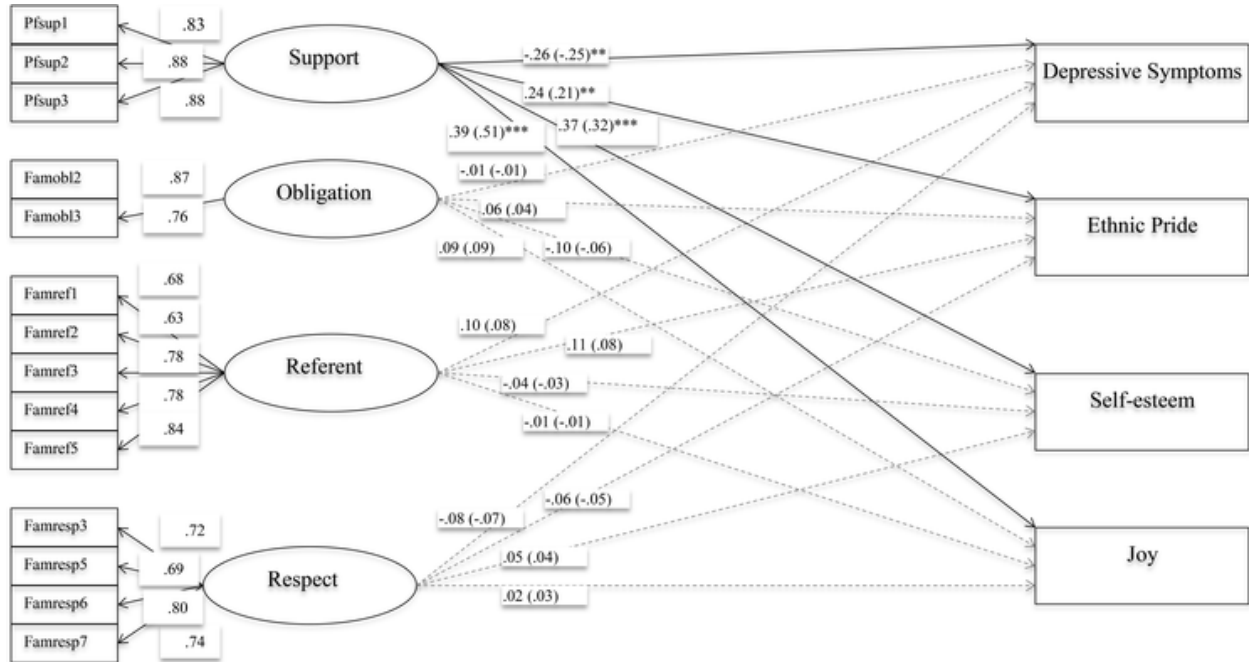 Pfsup1
.83
Pfsup2
.88
Pfsup3
.88
Support
-.26 (-.25)**
.24 (.21)**
.39 (.51)***
.37 (.32)***
Depressive Symptoms
Famobl2
.87
Famobl3
.76
Obligation
-.01 (-.01)
.06 (.04)
.09 (.09)
-.10 (-.06)
Ethnic Pride
Famref1
.68
Famref2
.63
Famref3
.78
Famref4
.78
Famref5
.84
Referent
.10 (.08)
.11 (.08)
-.04 (-.03)
-.01 (-.01)
Self-esteem
Famresp3
.72
Famresp5
.69
Famresp6
.80
Famresp7
.74
Respect
-.08 (-.07)
-.06 (-.05)
.05 (.04)
.02 (.03)
Joy